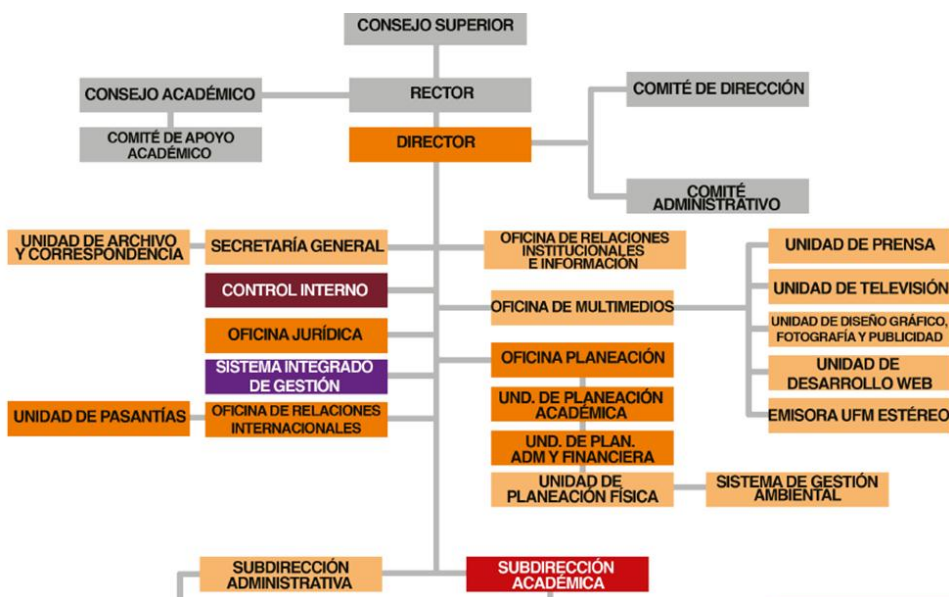 CONSEJO SUPERIOR
CONSEJO ACADÉMICO
RECTOR
COMITÉ DE DIRECCIÓN
COMITÉ DE APOYO
ACADÉMICO
DIRECTOR
COMITÉ
ADMINISTRATIVO
UNIDAD DE ARCHIVO
Y CORRESPONDENCIA
SECRETARÍA GENERAL
OFICINA DE RELACIONES
INSTITUCIONALES
E INFORMACIÓN
UNIDAD DE PRENSA
CONTROL INTERNO
OFICINA DE MULTIMEDIOS
UNIDAD DE TELEVISIÓN
OFICINA JURÍDICA
UNIDAD DE DISEÑO GRÁFICO,
FOTOGRAFÍA Y PUBLICIDAD
OFICINA PLANEACIÓN
SISTEMA INTEGRADO
DE GESTIÓN
UNIDAD DE
DESARROLLO WEB
UND. DE PLANEACIÓN
ACADÉMICA
UNIDAD DE PASANTÍAS
OFICINA DE RELACIONES
INTERNACIONALES
EMISORA UFM ESTÉREO
UND. DE PLAN.
ADM Y FINANCIERA
UNIDAD DE
PLANEACIÓN FÍSICA
SISTEMA DE GESTIÓN
AMBIENTAL
SUBDIRECCIÓN
ADMINISTRATIVA
SUBDIRECCIÓN
ACADÉMICA